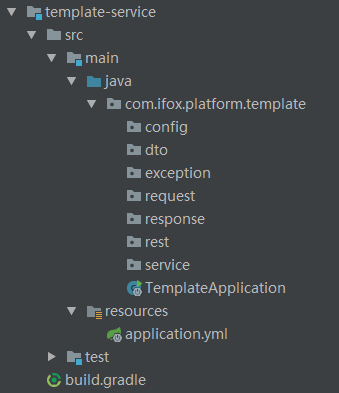 template-service
src
main
java
com.ifox.platform.template
config
dto
exception
request
response
rest
service
TemplateApplication
resources
application.yml
test
build.gradle